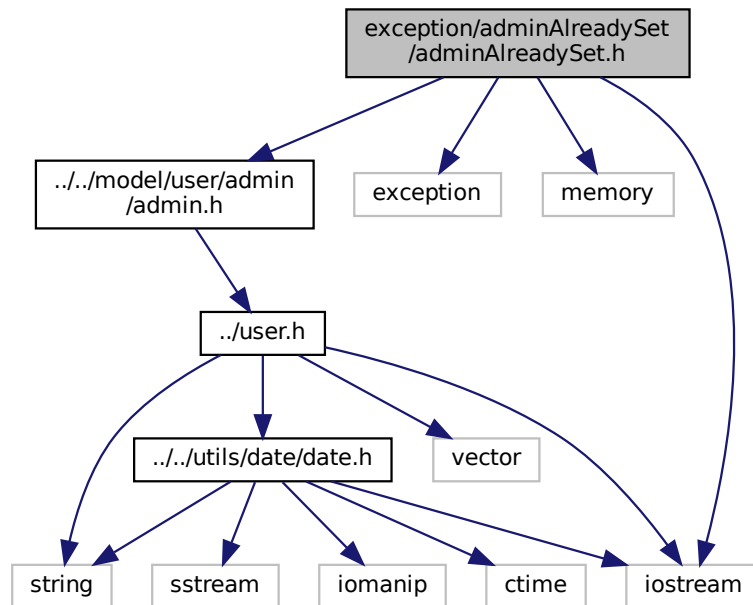 exception/adminAlreadySet
/adminAlreadySet.h
../../model/user/admin
/admin.h
exception
memory
../user.h
../../utils/date/date.h
vector
string
sstream
iomanip
ctime
iostream